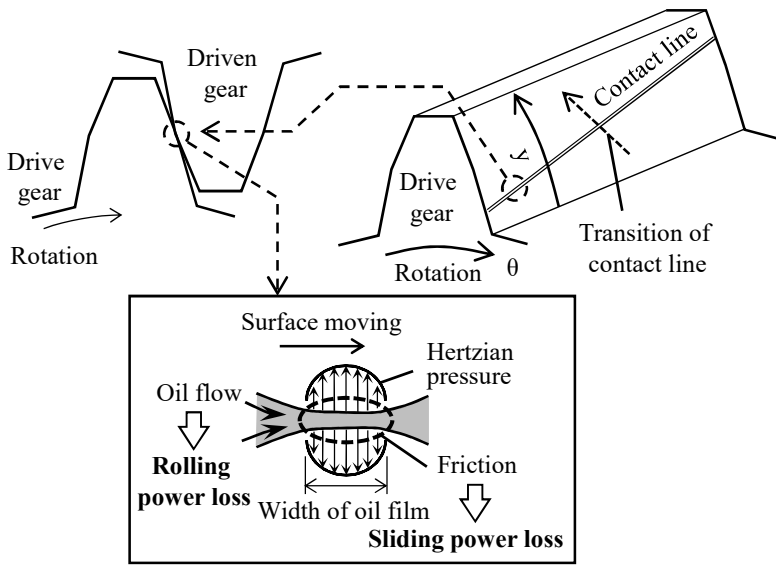 Driven
gear
Drive
gear
Rotation
Contact line
y
Drive
gear
Rotation
θ
Transition of
contact line
Surface moving
Hertzian
pressure
Oil flow
Rolling
power loss
Friction
Width of oil film
Sliding power loss